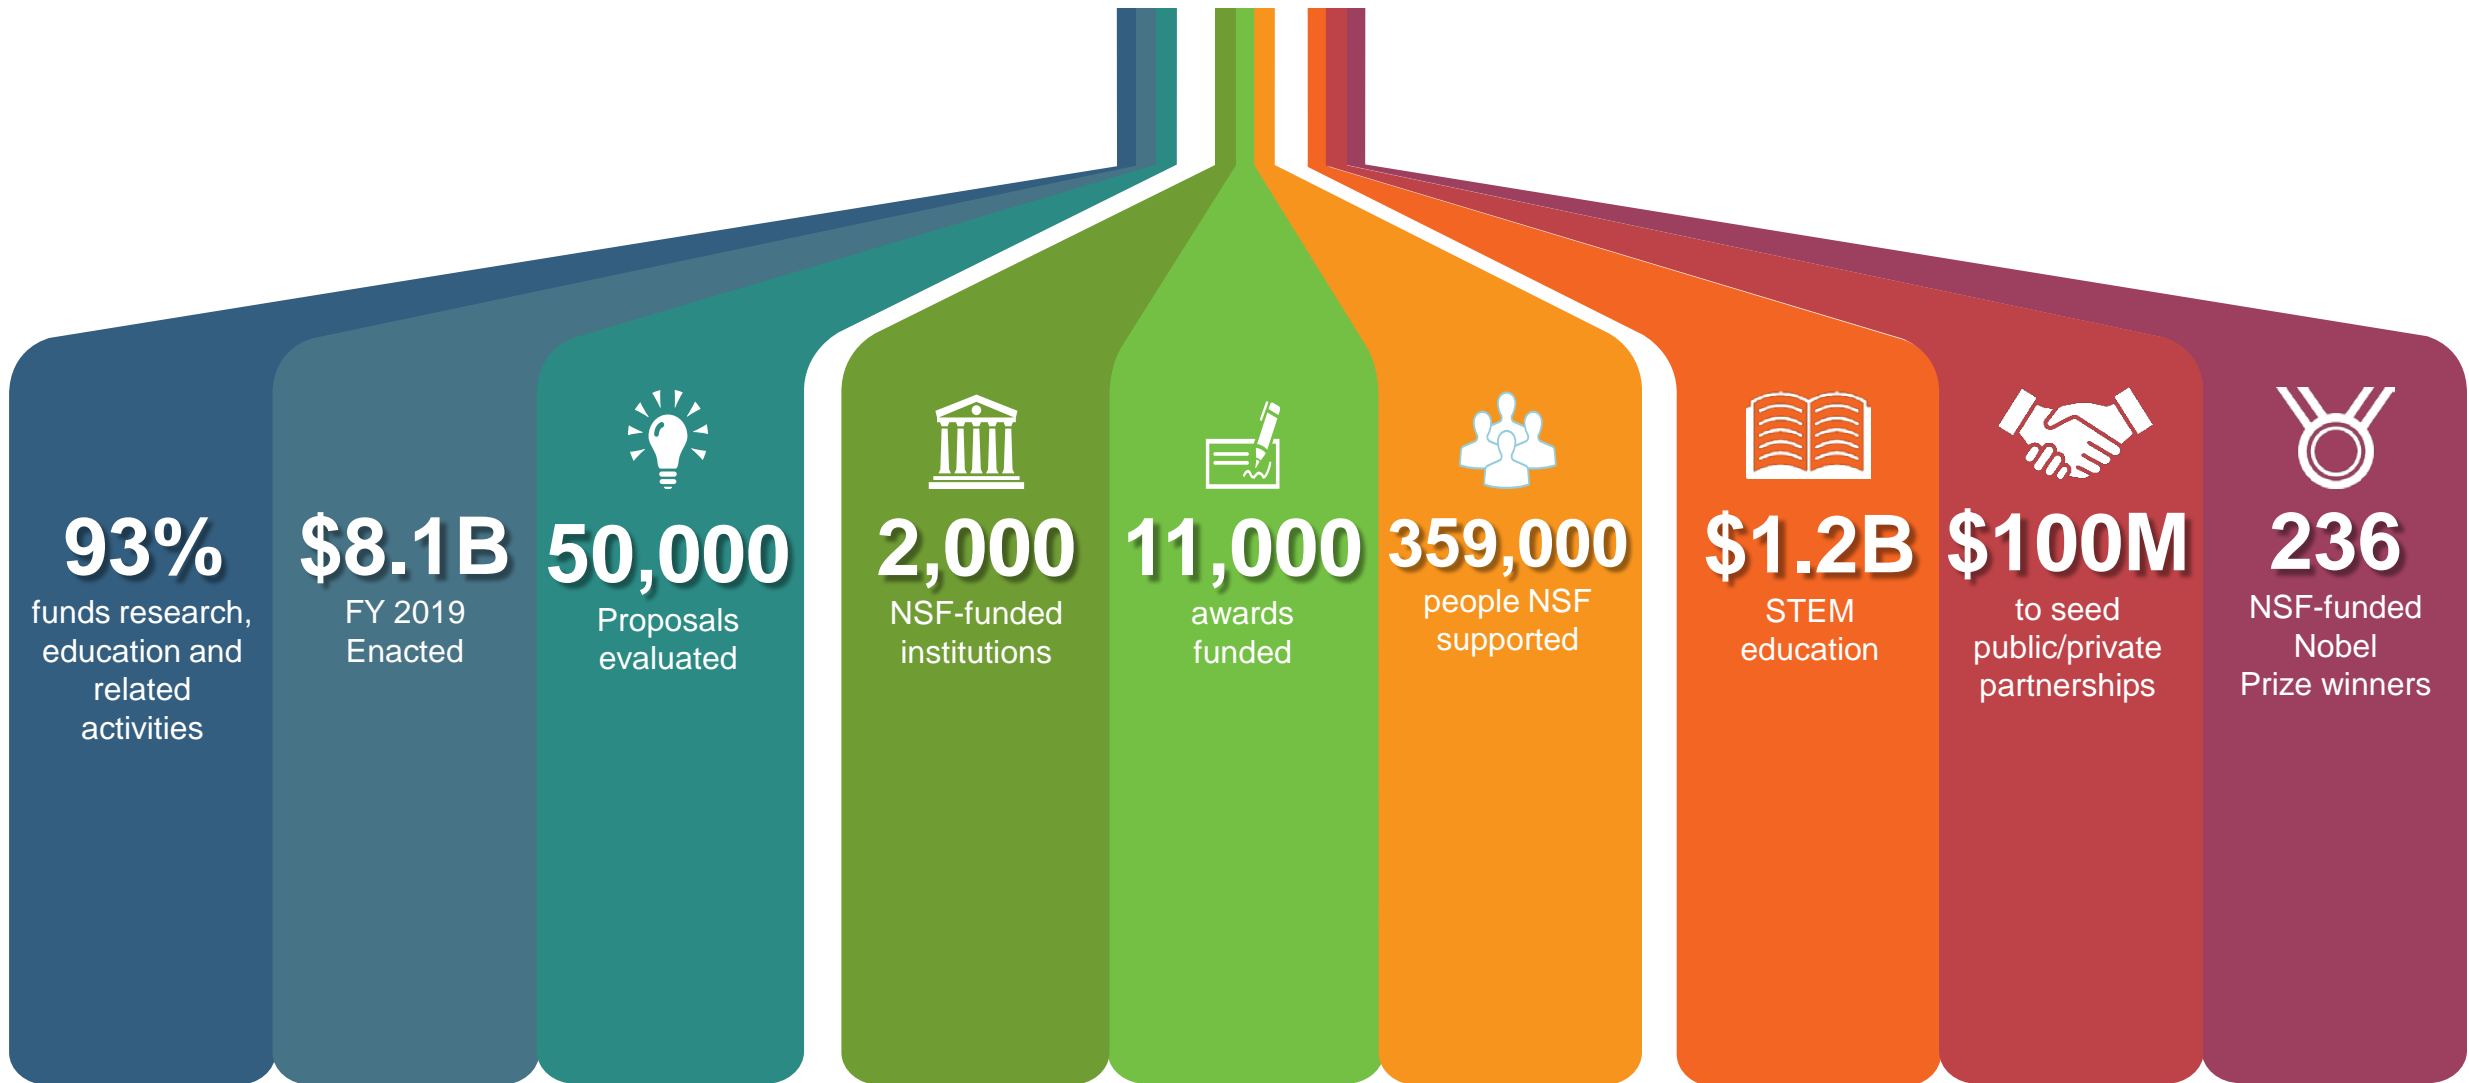 93%
funds research,
education and
related
activities
$8.1B
FY 2019
Enacted
50,000
Proposals
evaluated
2,000
NSF-funded
institutions
11,000
awards
funded
359,000
people NSF
supported
$1.2B
STEM
education
$100M
to seed
public/private
partnerships
236
NSF-funded
Nobel
Prize winners